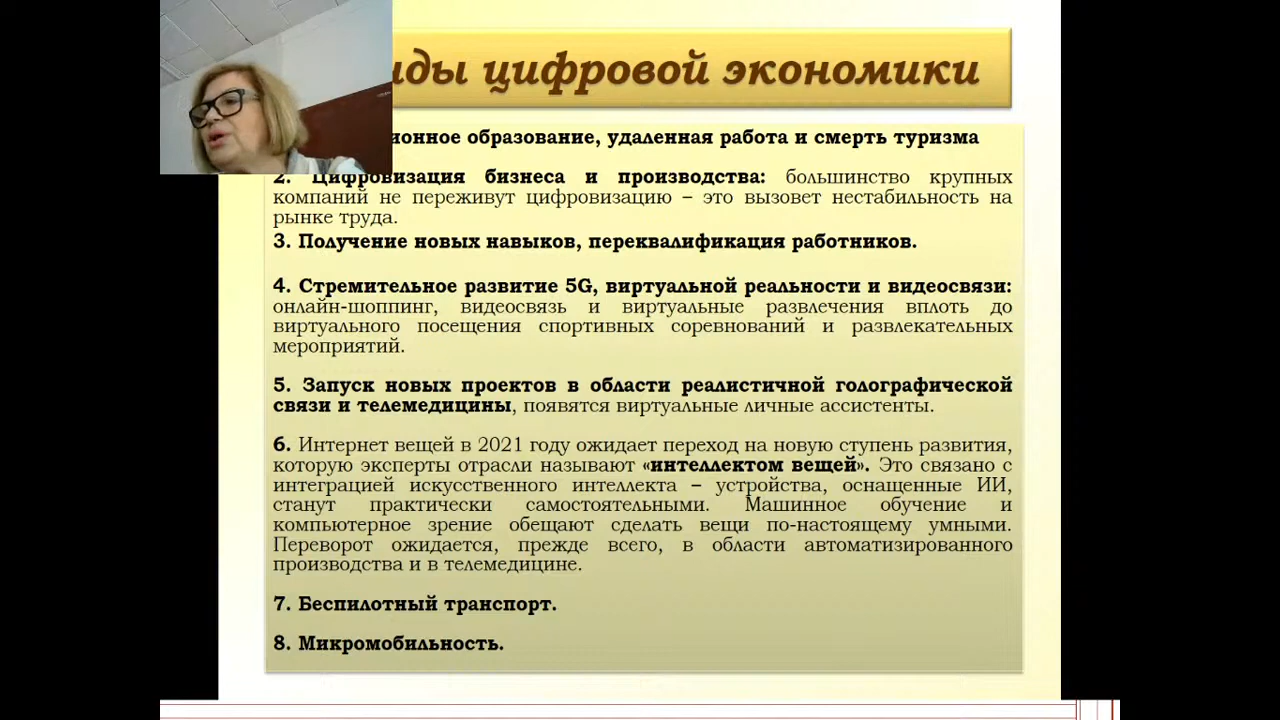 цифровой экономики
образование, удаленная работа и смерть туризма
2. Цифровизация бизнеса и производства: большинство крупных
компаний не переживут цифровизацию – это вызовет нестабильность на
рынке труда.
3. Получение новых навыков, переквалификация работников.
4. Стремительное развитие 5G, виртуальной реальности и видеосвязи:
онлайн-шоппинг, видеосвязь и виртуальные развлечения вплоть до
виртуального посещения спортивных соревнований и развлекательных
мероприятий.
5. Запуск новых проектов в области реалистичной голографической
связи и телемедицины, появятся виртуальные личные ассистенты.
6. Интернет вещей в 2021 году ожидает переход на новую ступень развития,
которую эксперты отрасли называют «интеллектом вещей». Это связано с
интеграцией искусственного интеллекта – устройства, оснащенные ИИ,
станут практически самостоятельными. Машинное обучение и
компьютерное зрение обещают сделать вещи по-настоящему умными.
Переворот ожидается, прежде всего, в области автоматизированного
производства и в телемедицине.
7. Беспилотный транспорт.
8. Микромобильность.